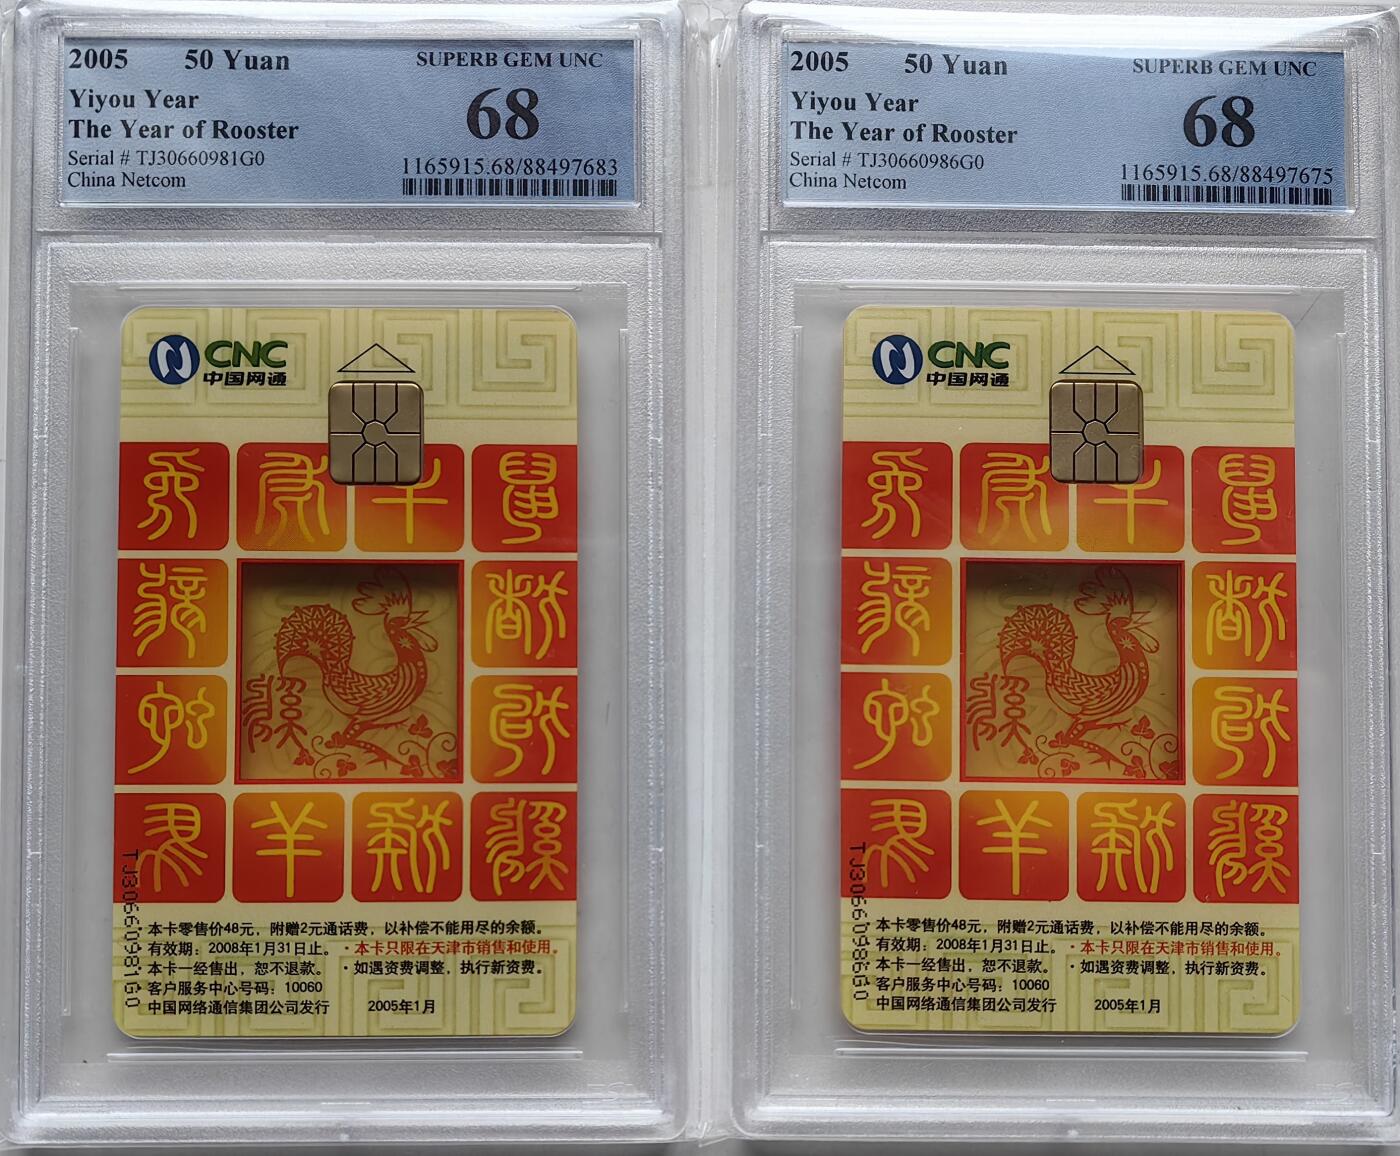 2005 50 Yuan
SUPERB GEM UNC
Yiyou Year
68
The Year of Rooster
Serial # TJ30660981G0
1165915.68/88497683
China Netcom
CNC
中国网通
鼠
羊
猴
TJ30660981G0
·本卡零售价48元，附赠2元通话费，以补偿不能用尽的余额。
·有效期：2008年1月31日止。 ·本卡只限在天津市销售和使用。
·本卡一经售出，恕不退款。 ·如遇资费调整，执行新资费。
·客户服务中心号码：10060
中国网络通信集团公司发行 2005年1月
2005 50 Yuan
SUPERB GEM UNC
Yiyou Year
68
The Year of Rooster
Serial # TJ30660986G0
1165915.68/88497675
China Netcom
CNC
中国网通
鼠
羊
猴
TJ30660986G0
·本卡零售价48元，附赠2元通话费，以补偿不能用尽的余额。
·有效期：2008年1月31日止。 ·本卡只限在天津市销售和使用。
·本卡一经售出，恕不退款。 ·如遇资费调整，执行新资费。
·客户服务中心号码：10060
中国网络通信集团公司发行 2005年1月